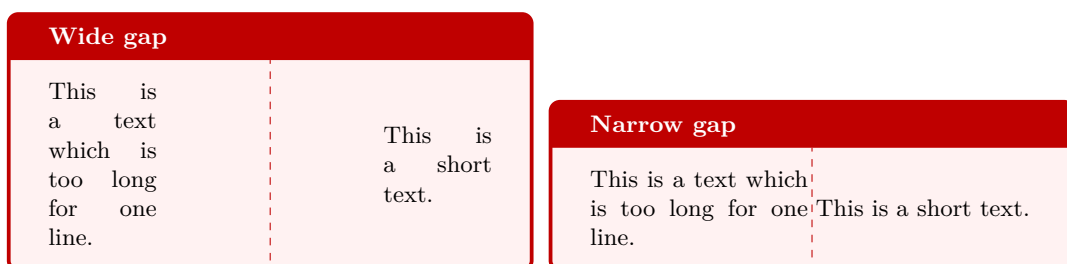 Wide gap
This is
a text
which is
too long
for one
line.
This is
a short
text.
Narrow gap
This is a text which
is too long for one
line.
This is a short text.